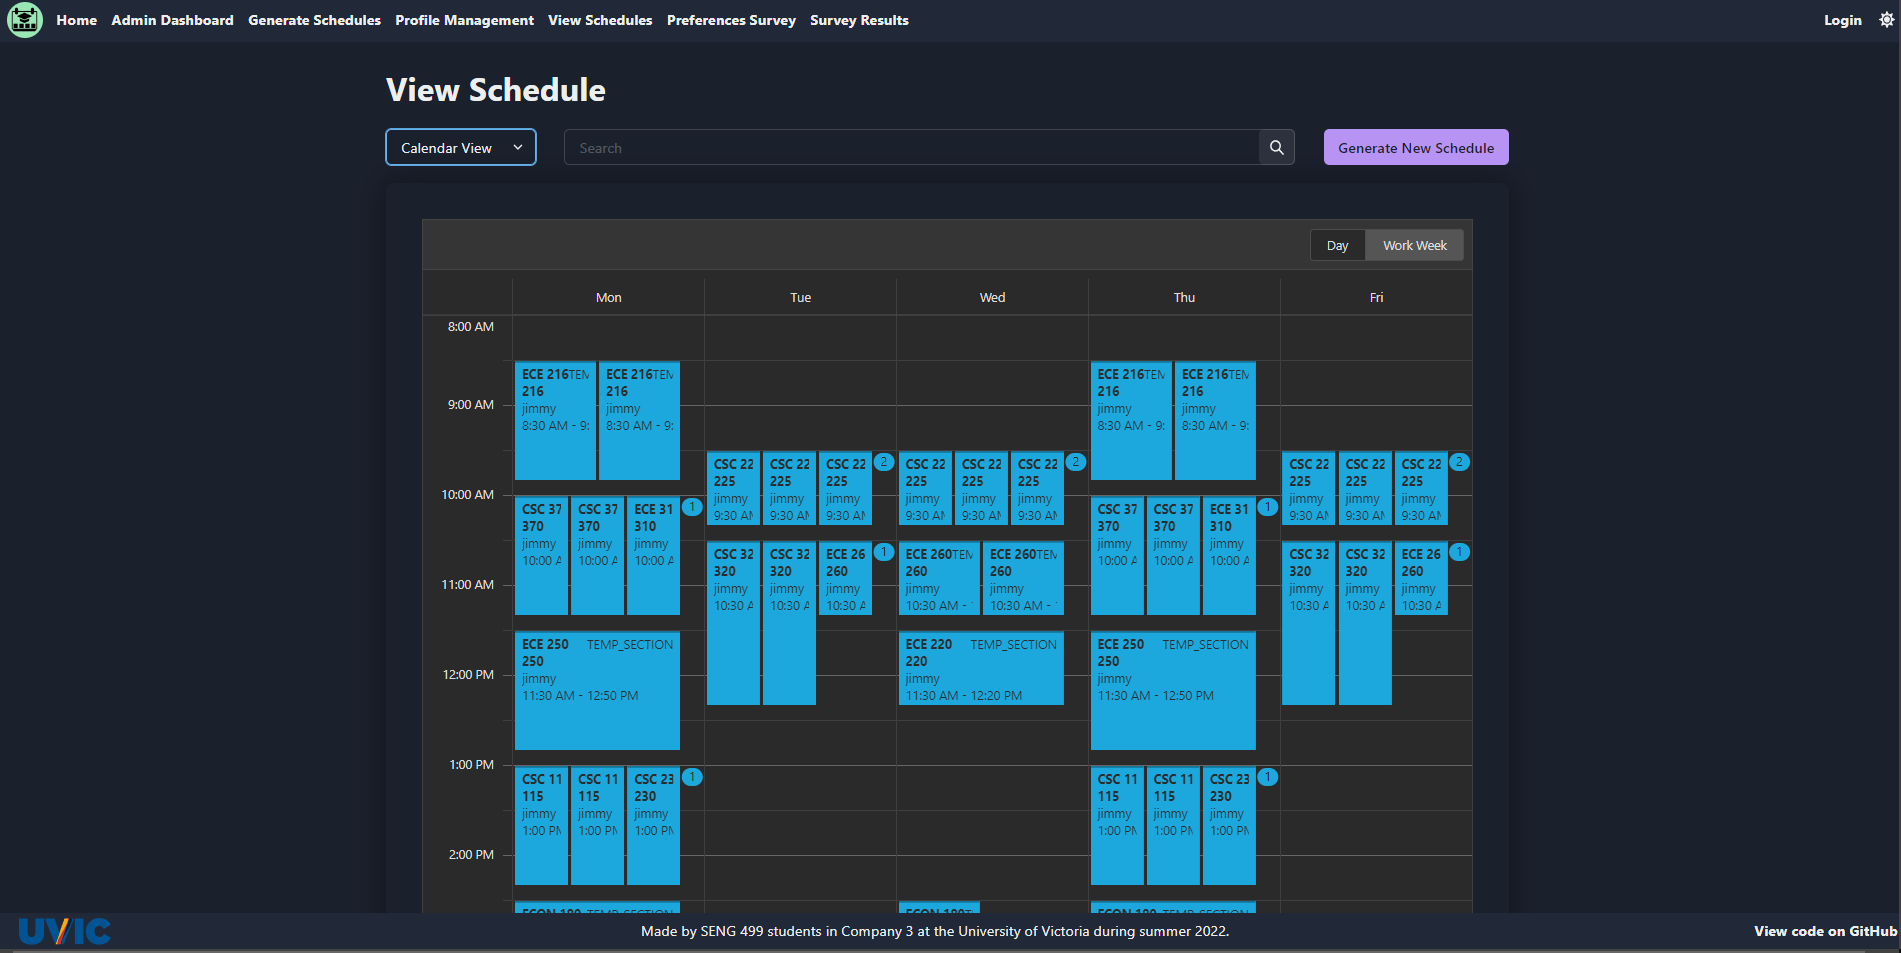 Home Admin Dashboard Generate Schedules Profile Management View Schedules Preferences Survey Survey Results Login
View Schedule
Calendar View Search Generate New Schedule
Day Work Week
Mon Tue Wed Thu Fri
8:00 AM
9:00 AM
10:00 AM
11:00 AM
12:00 PM
1:00 PM
2:00 PM
ECE 216TEM
216
jimmy
8:30 AM - 9:
ECE 216TEM
216
jimmy
8:30 AM - 9:
CSC 37
370
jimmy
10:00 A
CSC 37
370
jimmy
10:00 A
ECE 31
310
jimmy
10:00 A
1
ECE 250 TEMP_SECTION
250
jimmy
11:30 AM - 12:50 PM
CSC 11
115
jimmy
1:00 PM
CSC 11
115
jimmy
1:00 PM
CSC 23
230
jimmy
1:00 PM
1
ECON 180 TEMP_SECTION
CSC 22
225
jimmy
9:30 AM
CSC 22
225
jimmy
9:30 AM
CSC 22
225
jimmy
9:30 AM
2
CSC 32
320
jimmy
10:30 A
CSC 32
320
jimmy
10:30 A
ECE 26
260
jimmy
10:30 A
1
CSC 22
225
jimmy
9:30 AM
CSC 22
225
jimmy
9:30 AM
CSC 22
225
jimmy
9:30 AM
2
ECE 260TEM
260
jimmy
10:30 AM -
ECE 260TEM
260
jimmy
10:30 AM -
ECE 220 TEMP_SECTION
220
jimmy
11:30 AM - 12:20 PM
ECON 180T
ECE 216TEM
216
jimmy
8:30 AM - 9:
ECE 216TEM
216
jimmy
8:30 AM - 9:
CSC 37
370
jimmy
10:00 A
CSC 37
370
jimmy
10:00 A
ECE 31
310
jimmy
10:00 A
1
ECE 250 TEMP_SECTION
250
jimmy
11:30 AM - 12:50 PM
CSC 11
115
jimmy
1:00 PM
CSC 11
115
jimmy
1:00 PM
CSC 23
230
jimmy
1:00 PM
1
ECON 180 TEMP_SECTION
CSC 22
225
jimmy
9:30 AM
CSC 22
225
jimmy
9:30 AM
CSC 22
225
jimmy
9:30 AM
2
CSC 32
320
jimmy
10:30 A
CSC 32
320
jimmy
10:30 A
ECE 26
260
jimmy
10:30 A
1
UVIC Made by SENG 499 students in Company 3 at the University of Victoria during summer 2022. View code on GitHub